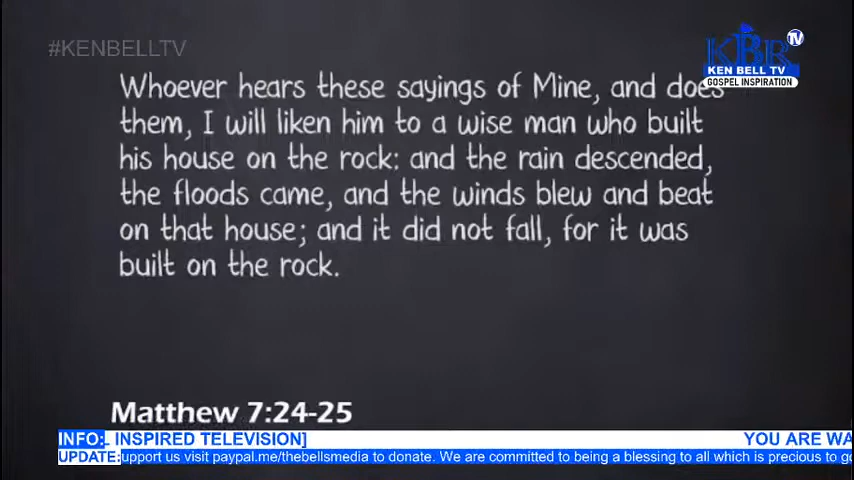 #KENBELLTV
KBR
TV
KEN BELL TV
GOSPEL INSPIRATION
Whoever hears these sayings of Mine, and does
them, I will liken him to a wise man who built
his house on the rock: and the rain descended,
the floods came, and the winds blew and beat
on that house; and it did not fall, for it was
built on the rock.
Matthew 7:24-25
INFO: L INSPIRED TELEVISION] YOU ARE WA
UPDATE: upport us visit paypal.me/thebellsmedia to donate. We are committed to being a blessing to all which is precious to go